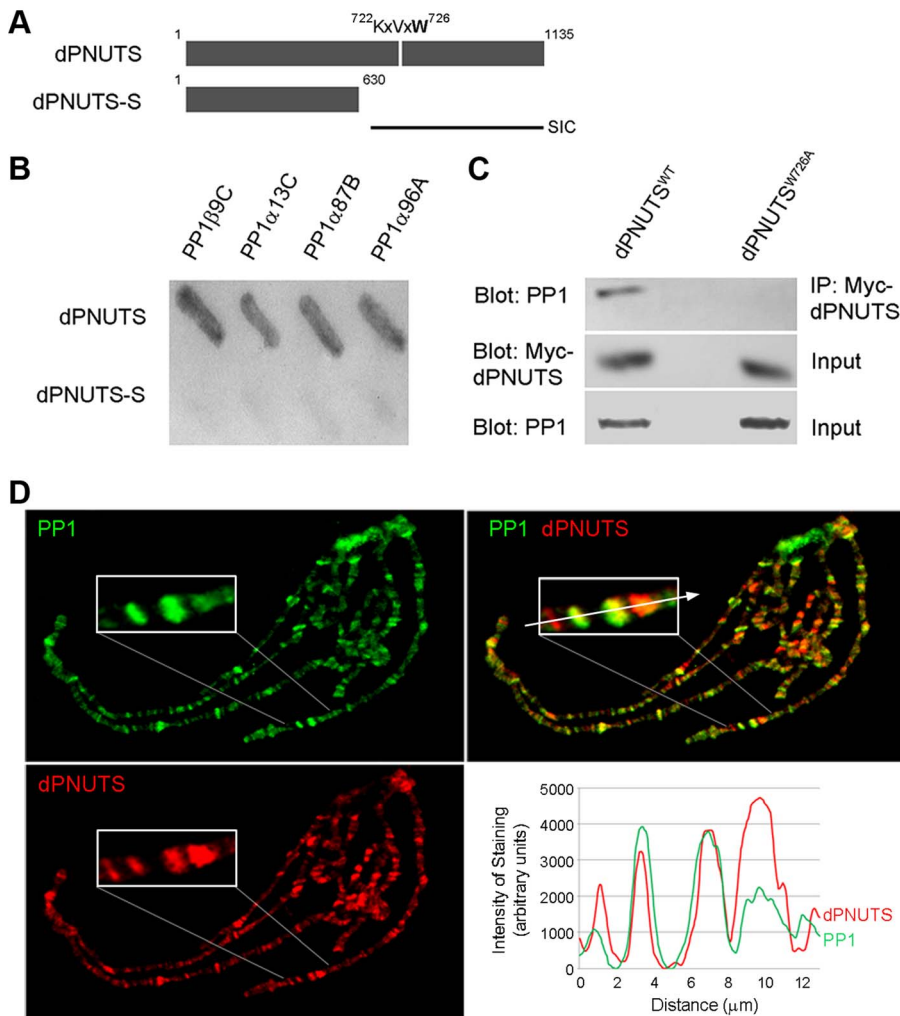 A
722KxVxW726
1 1135
dPNUTS
1 630
dPNUTS-S
SIC
B
PP1β9C PP1α13C PP1α87B PP1α96A
dPNUTS
dPNUTS-S
C
dPNUTSWT dPNUTSW726A
Blot: PP1 IP: Myc-
dPNUTS
Blot: Myc-
dPNUTS Input
Blot: PP1 Input
D
PP1
PP1 dPNUTS
dPNUTS
Intensity of Staining
(arbitrary units)
5000
4000
3000
2000
1000
0
0 2 4 6 8 10 12
Distance (μm)
dPNUTS
PP1